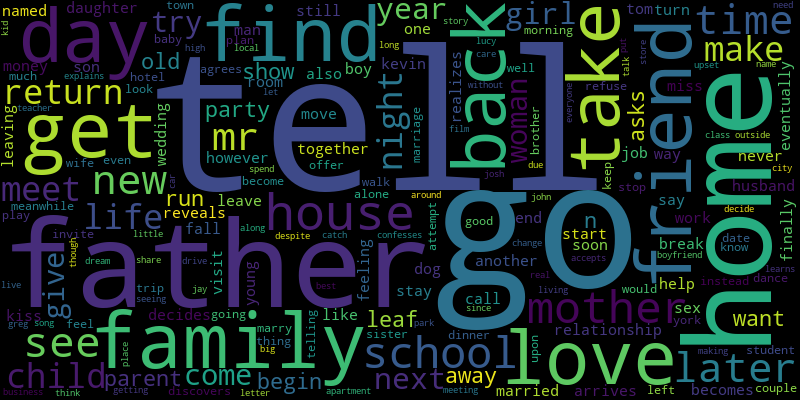 tell
go
father
home
get
day
find
family
love
friend
back
take
house
mother
school
time
see
life
new
mr
year
return
meet
make
child
later
next
come
give
night
woman
girl
try
old
show
party
run
leaf
away
begin
parent
want
named
town
daughter
man
plan
baby
high
local
still
also
boy
kid
money
son
much
explains
hotel
look
agrees
room
let
teacher
leaving
wife
even
wedding
however
move
together
offer
spend
become
walk
alone
car
reveals
leave
meanwhile
play
fall
little
invite
along
despite
catch
confesses
though
dream
share
drive
visit
young
feeling
dog
attempt
trip
jay
seeing
best
stay
live
kiss
decides
going
like
marry
thing
big
telling
sister
park
greg
song
feel
place
discovers
business
think
getting
letter
apartment
meeting
dinner
married
arrives
left
becomes
couple
relationship
upon
york
making
student
sex
help
would
real
living
another
call
since
good
end
n
start
soon
change
accepts
say
work
break
boyfriend
date
know
instead
dance
learns
finally
decide
husband
never
city
eventually
class
outside
way
job
stop
keep
john
due
josh
around
brother
marriage
film
without
kevin
long
story
lucy
care
one
morning
well
realizes
everyone
tom
turn
asks
refuse
talk
put
store
miss
upset
name
need